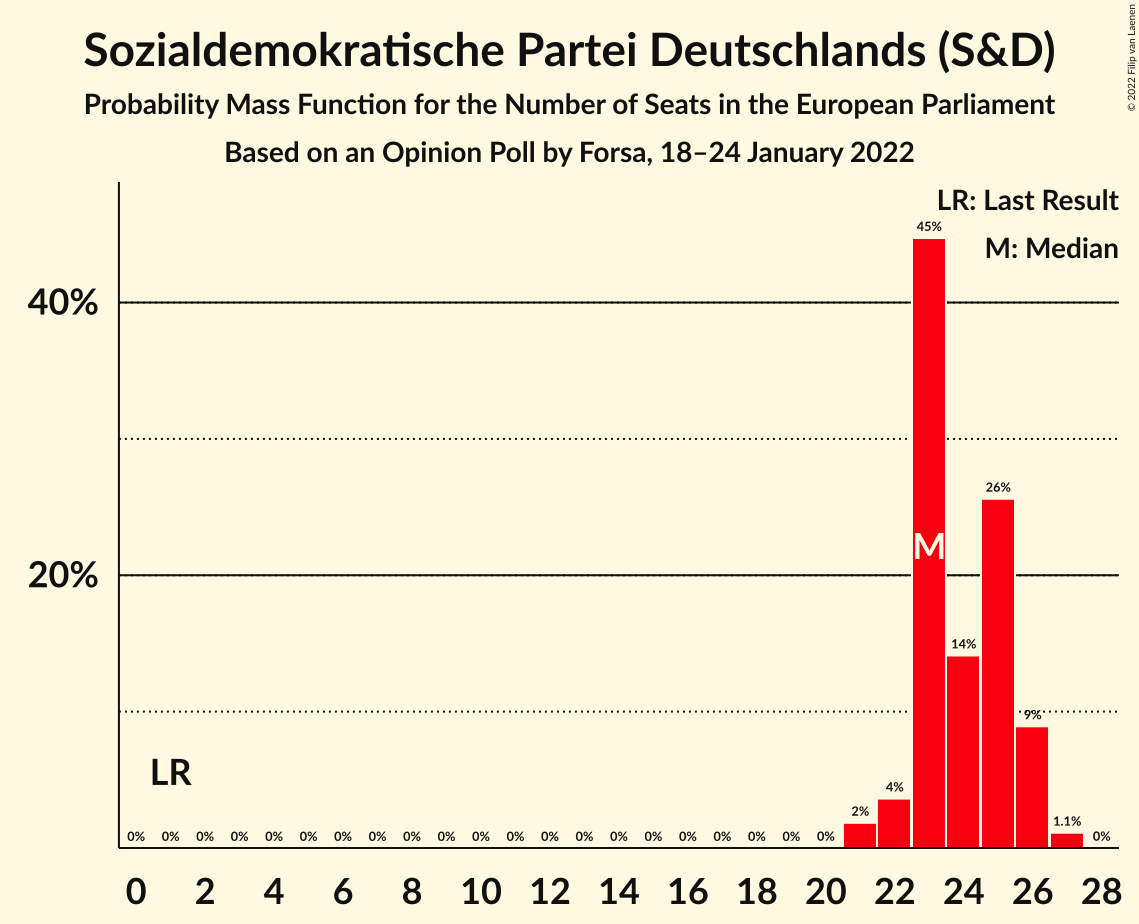 Sozialdemokratische Partei Deutschlands (S&D)
Probability Mass Function for the Number of Seats in the European Parliament
Based on an Opinion Poll by Forsa, 18–24 January 2022
© 2022 Filip van Laenen
LR: Last Result
M: Median
45%
40%
26%
M
20%
14%
9%
LR
4%
2%
1.1%
0% 0% 0% 0% 0% 0% 0% 0% 0% 0% 0% 0% 0% 0% 0% 0% 0% 0% 0% 0% 0% 0%
0 2 4 6 8 10 12 14 16 18 20 22 24 26 28